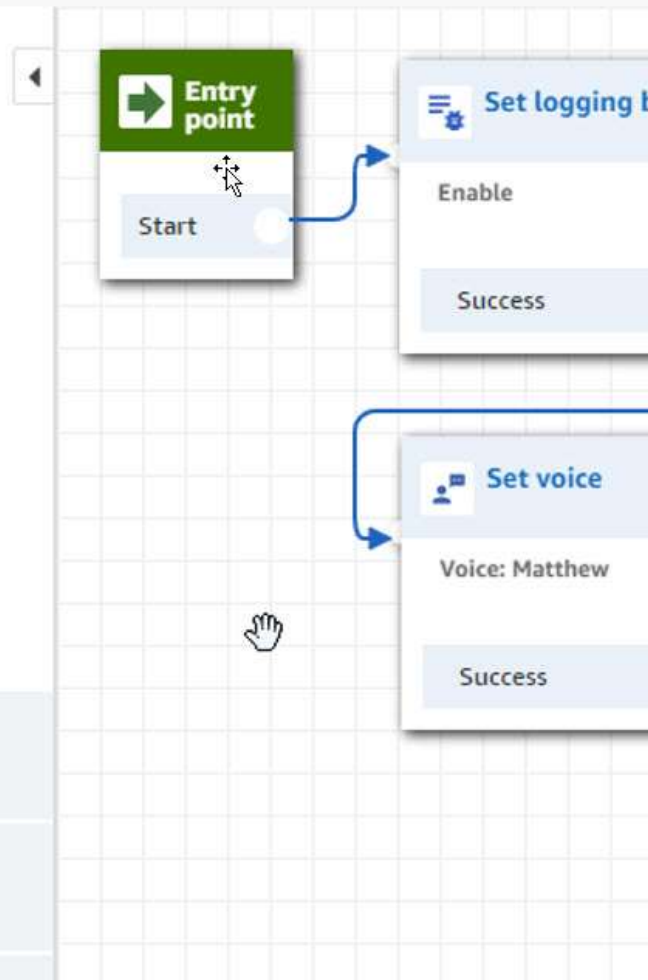 Entry
point
Start
Set logging
Enable
Success
Set voice
Voice: Matthew
Success